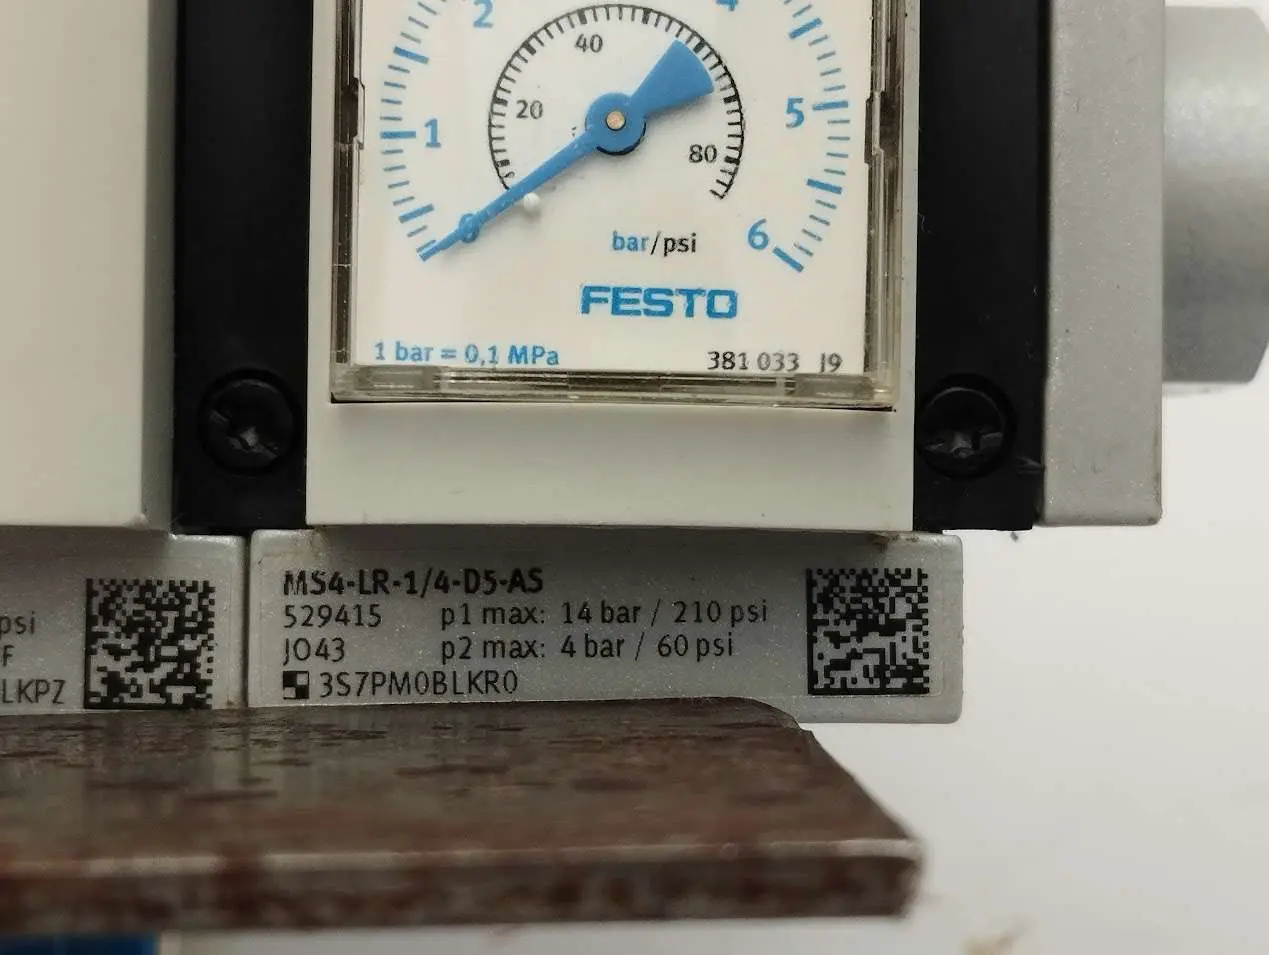 2
4
40
20
1
5
80
0
6
bar/psi
FESTO
1 bar = 0,1 MPa
381 033 J9
MS4-LR-1/4-D5-AS
529415 p1 max: 14 bar / 210 psi
JO43 p2 max: 4 bar / 60 psi
3S7PM0BLKR0
psi
F
LKPZ